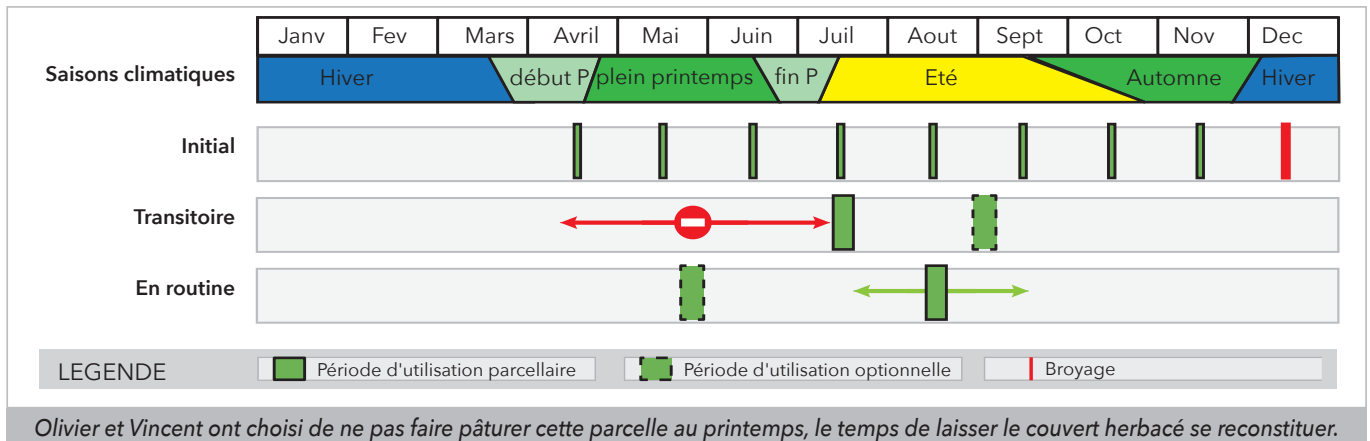 Janv Fev Mars Avril Mai Juin Juil Aout Sept Oct Nov Dec
Saisons climatiques Hiver début P plein printemps fin P Eté Automne Hiver
Initial
Transitoire
En routine
LEGENDE Période d'utilisation parcellaire Période d'utilisation optionnelle Broyage
Olivier et Vincent ont choisi de ne pas faire pâturer cette parcelle au printemps, le temps de laisser le couvert herbacé se reconstituer.